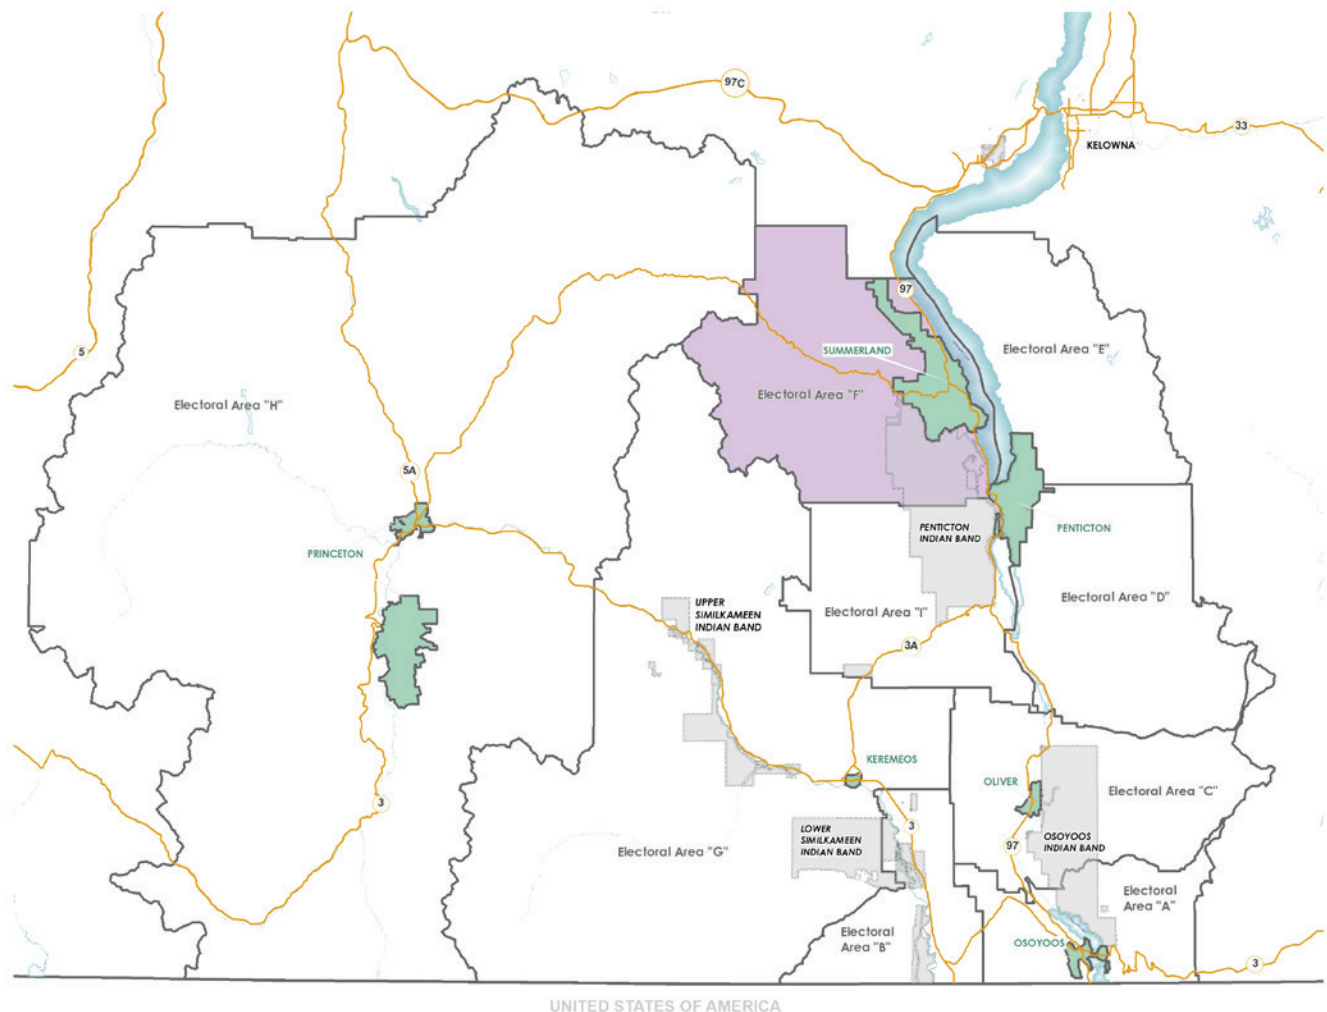 97C
33
KELOWNA
97
5
SUMMERLAND
Electoral Area "E"
Electoral Area "H"
Electoral Area "F"
5A
PRINCETON
PENTICTON
INDIAN BAND
PENTICTON
UPPER
SIMILKAMEEN
INDIAN BAND
Electoral Area "I"
Electoral Area "D"
3A
KEREMEOS
OLIVER
Electoral Area "C"
3
3
LOWER
SIMILKAMEEN
INDIAN BAND
97
OSOYOOS
INDIAN BAND
Electoral Area "G"
Electoral
Area "A"
Electoral
Area "B"
OSOYOOS
3
UNITED STATES OF AMERICA